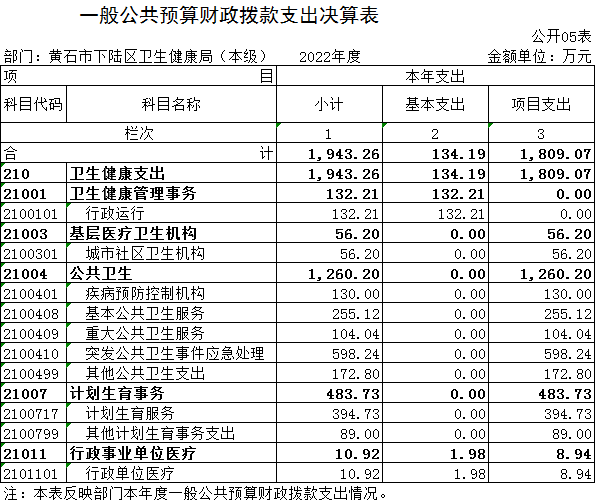 一般公共预算财政拨款支出决算表
公开05表
部门：黄石市下陆区卫生健康局（本级） 2022年度 金额单位：万元
项 目 本年支出
科目代码 科目名称 小计 基本支出 项目支出
栏次 1 2 3
合 计 1,943.26 134.19 1,809.07
210 卫生健康支出 1,943.26 134.19 1,809.07
21001 卫生健康管理事务 132.21 132.21 0.00
2100101 行政运行 132.21 132.21 0.00
21003 基层医疗卫生机构 56.20 0.00 56.20
2100301 城市社区卫生机构 56.20 0.00 56.20
21004 公共卫生 1,260.20 0.00 1,260.20
2100401 疾病预防控制机构 130.00 0.00 130.00
2100408 基本公共卫生服务 255.12 0.00 255.12
2100409 重大公共卫生服务 104.04 0.00 104.04
2100410 突发公共卫生事件应急处理 598.24 0.00 598.24
2100499 其他公共卫生支出 172.80 0.00 172.80
21007 计划生育事务 483.73 0.00 483.73
2100717 计划生育服务 394.73 0.00 394.73
2100799 其他计划生育事务支出 89.00 0.00 89.00
21011 行政事业单位医疗 10.92 1.98 8.94
2101101 行政单位医疗 10.92 1.98 8.94
注：本表反映部门本年度一般公共预算财政拨款支出情况。